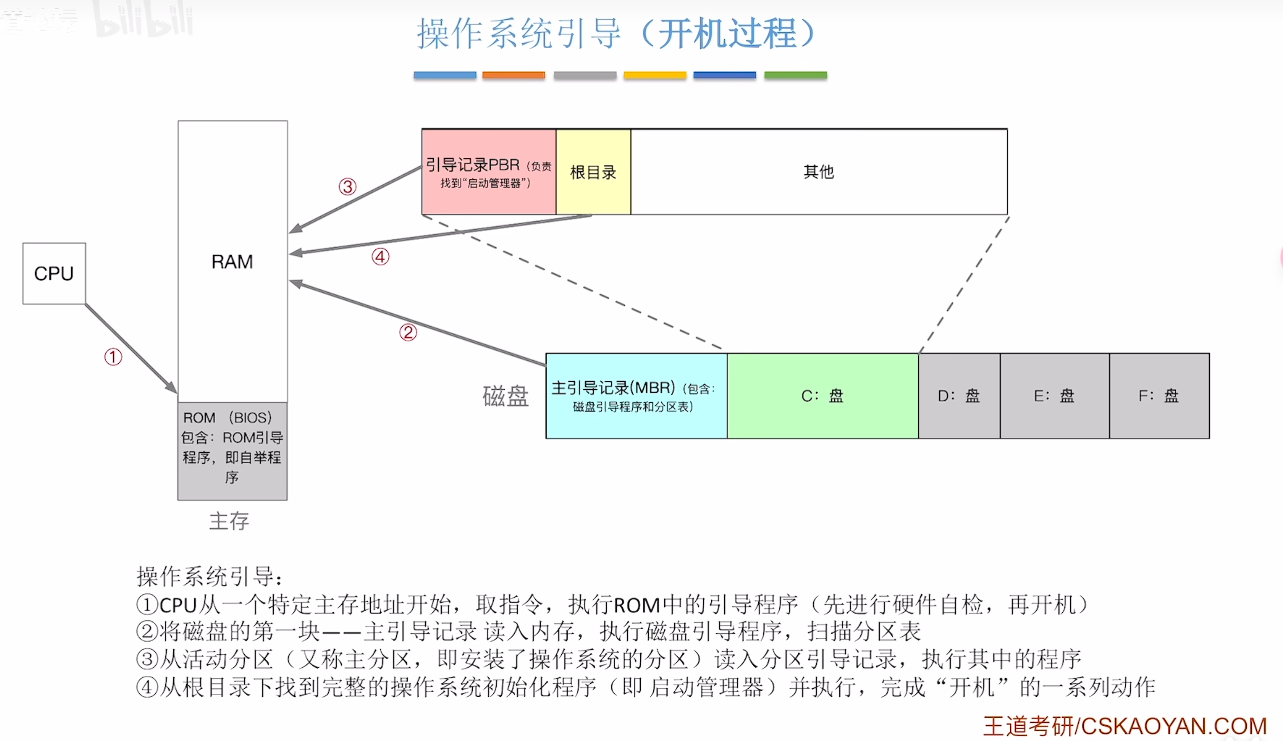 bilibili
操作系统引导（开机过程）
引导记录PBR（负责
找到“启动管理器”）
根目录
其他
③
④
RAM
CPU
②
①
磁盘
主引导记录(MBR)（包含：
磁盘引导程序和分区表）
C：盘
D：盘
E：盘
F：盘
ROM （BIOS）
包含：ROM引导
程序，即自举程
序
主存
操作系统引导：
①CPU从一个特定主存地址开始，取指令，执行ROM中的引导程序（先进行硬件自检，再开机）
②将磁盘的第一块——主引导记录 读入内存，执行磁盘引导程序，扫描分区表
③从活动分区（又称主分区，即安装了操作系统的分区）读入分区引导记录，执行其中的程序
④从根目录下找到完整的操作系统初始化程序（即 启动管理器）并执行，完成“开机”的一系列动作
王道考研/CSKAOYAN.COM